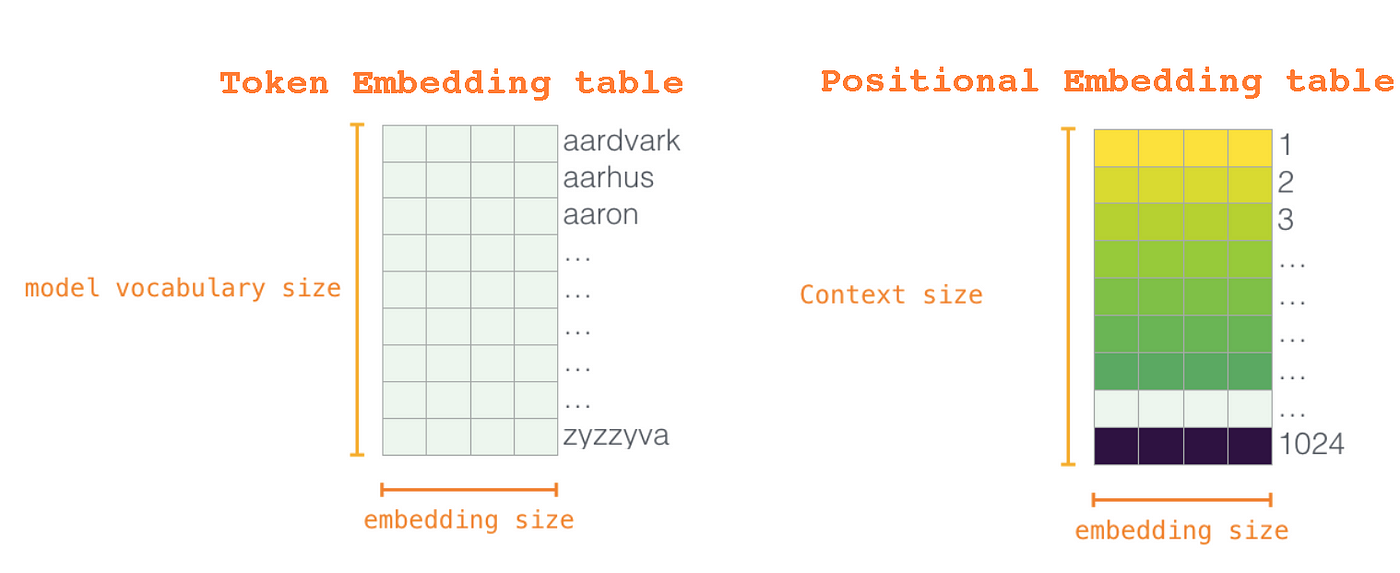 Token Embedding table
aardvark
aarhus
aaron
...
...
...
...
...
zyzzyva
model vocabulary size
embedding size
Positional Embedding table
1
2
3
...
...
...
...
...
1024
Context size
embedding size